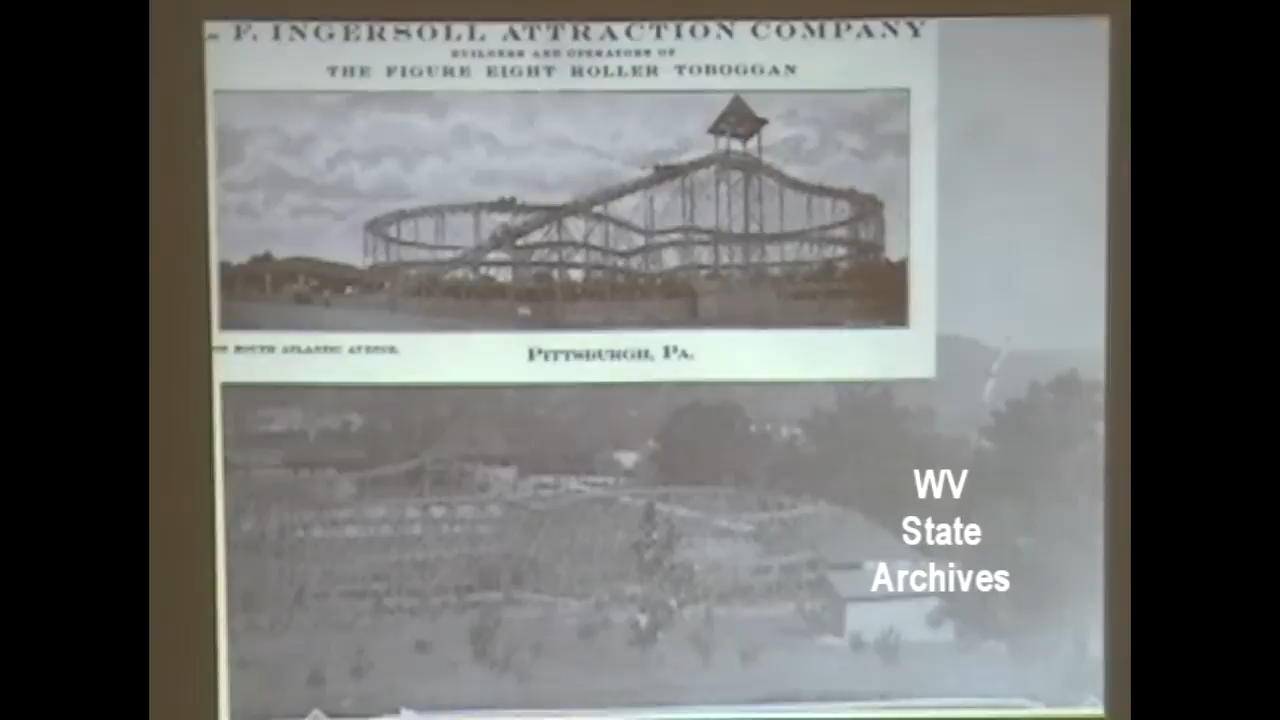 F. INGERSOLL ATTRACTION COMPANY
BUILDERS AND OPERATORS OF
THE FIGURE EIGHT ROLLER TOBOGGAN
SOUTH ATLANTIC AVENUE.
PITTSBURGH, PA.
WV
State
Archives